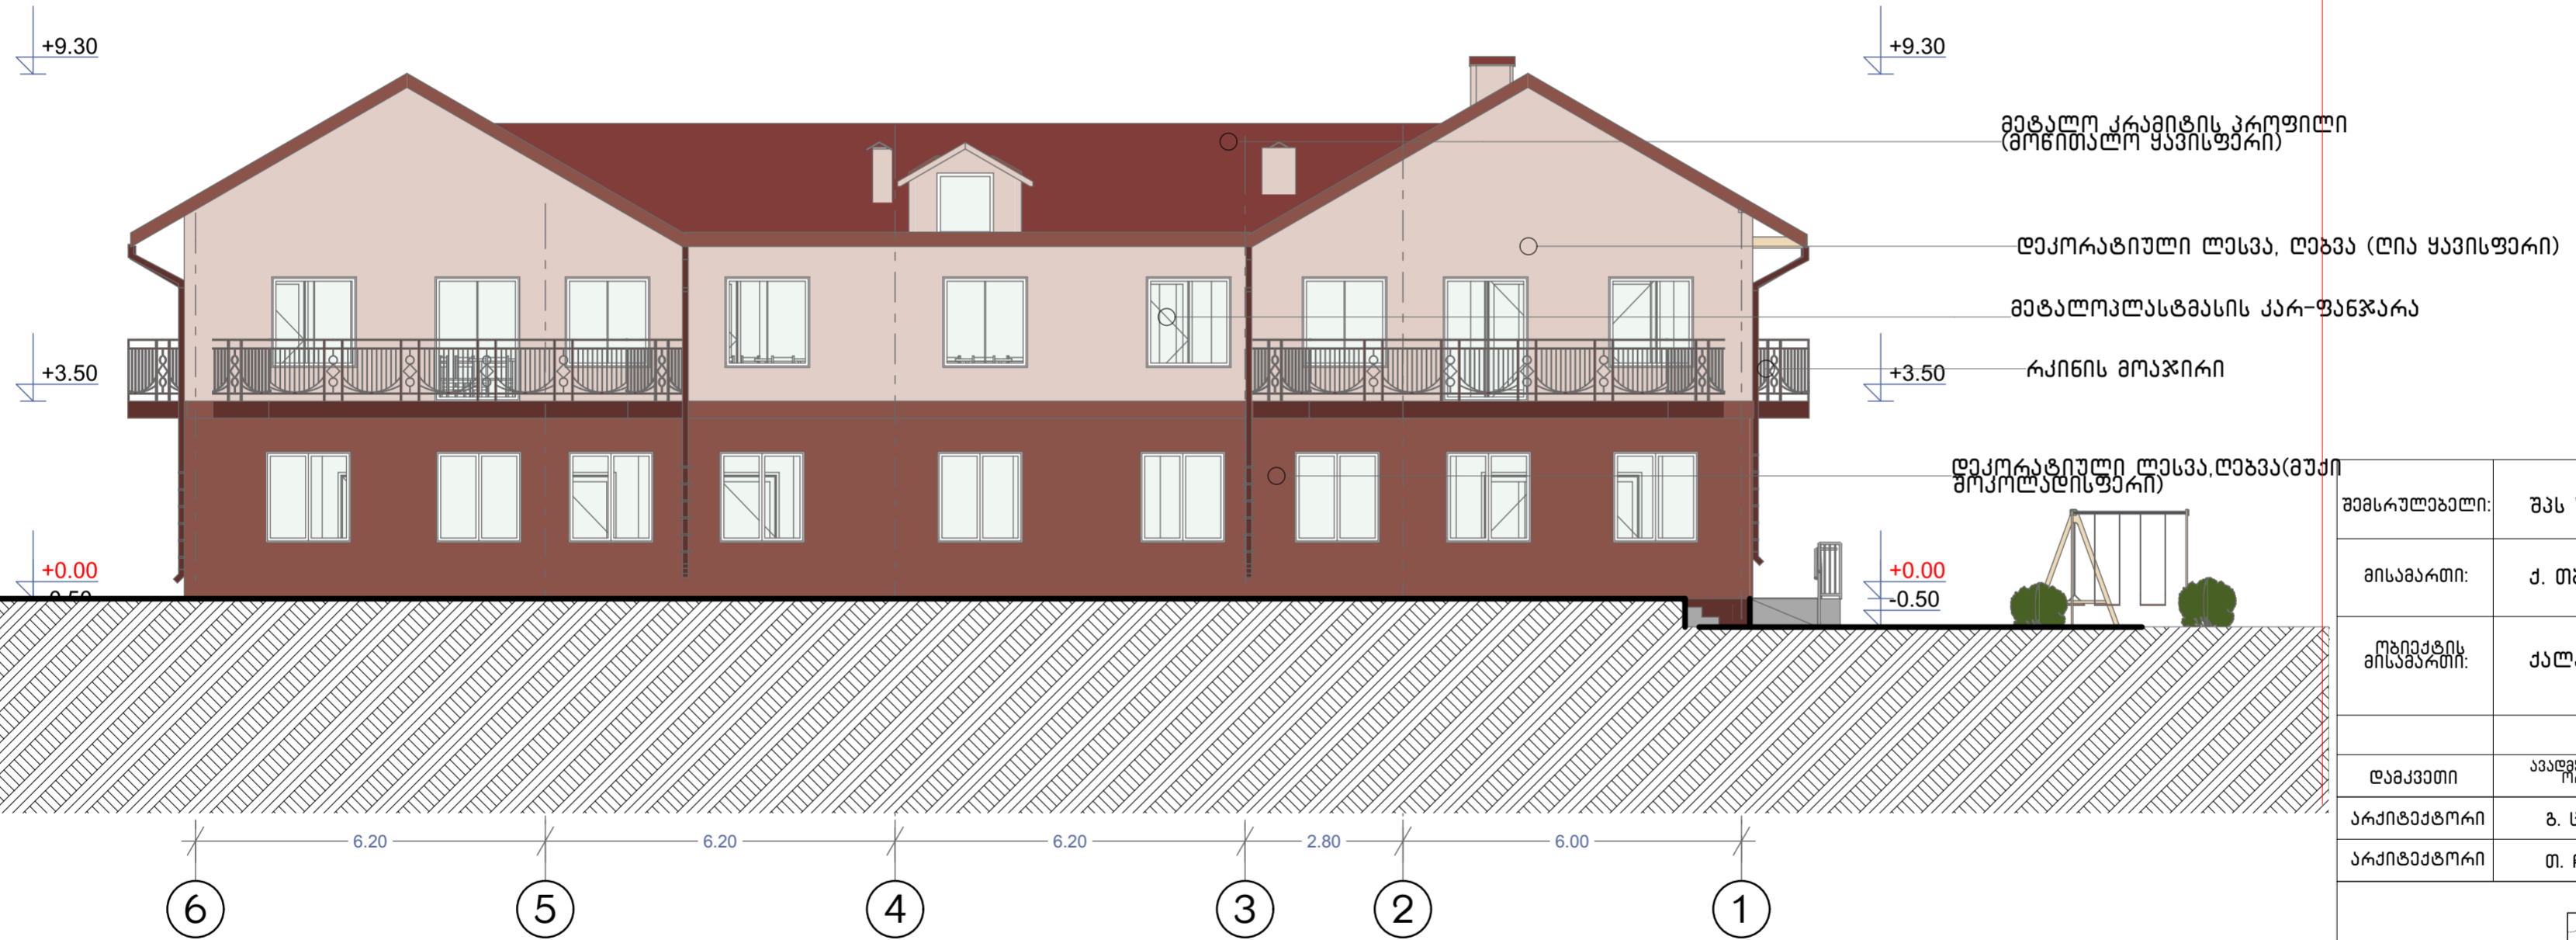 +9.30
+9.30
მეტალო კრამიტის პროფილი
(მოწითალო ყავისფერი)
დეკორატიული ლესვა, ღებვა (ღია ყავისფერი)
მეტალოპლასტმასის კარ-ფანჯარა
+3.50
+3.50
რკინის მოაჯირი
დეკორატიული ლესვა,ღებვა(მუქი
შოკოლადისფერი)
შემსრულებელი:
შპს
+0.00
-0.50
+0.00
-0.50
მისამართი:
ქ.
ობიექტის
მისამართი:
დამკვეთი
არქიტექტორი
გ.
არქიტექტორი
თ.
6.20
6.20
6.20
2.80
6.00
6
5
4
3
2
1